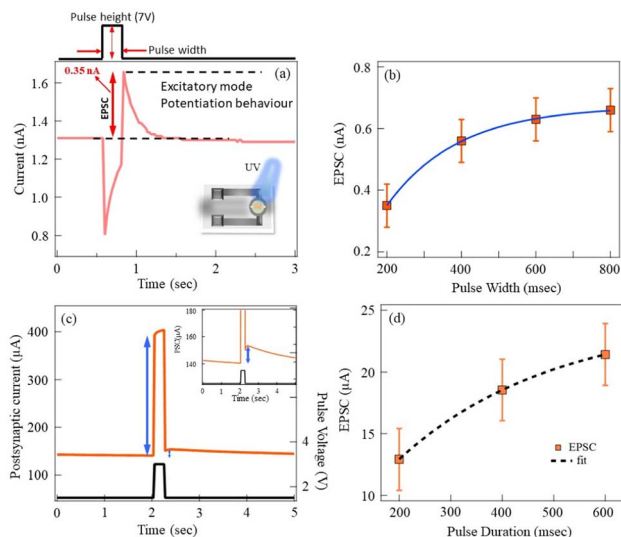 Pulse height (7V)
Pulse width
0.35 nA
EPSC
(a)
Excitatory mode
Potentiation behaviour
UV
Current (nA)
1.6
1.4
1.2
1.0
0.8
0
1
2
3
Time (sec)
(b)
EPSC (nA)
0.6
0.4
0.2
200
400
600
800
Pulse Width (msec)
(c)
Postsynaptic current (µA)
400
300
200
100
50
0
1
2
3
4
5
Time (sec)
Pulse Voltage (V)
4
2
PSC(µA)
180
160
140
120
0
1
2
3
4
5
Time (sec)
(d)
EPSC (µA)
25
20
15
10
200
300
400
500
600
Pulse Duration (msec)
EPSC
fit